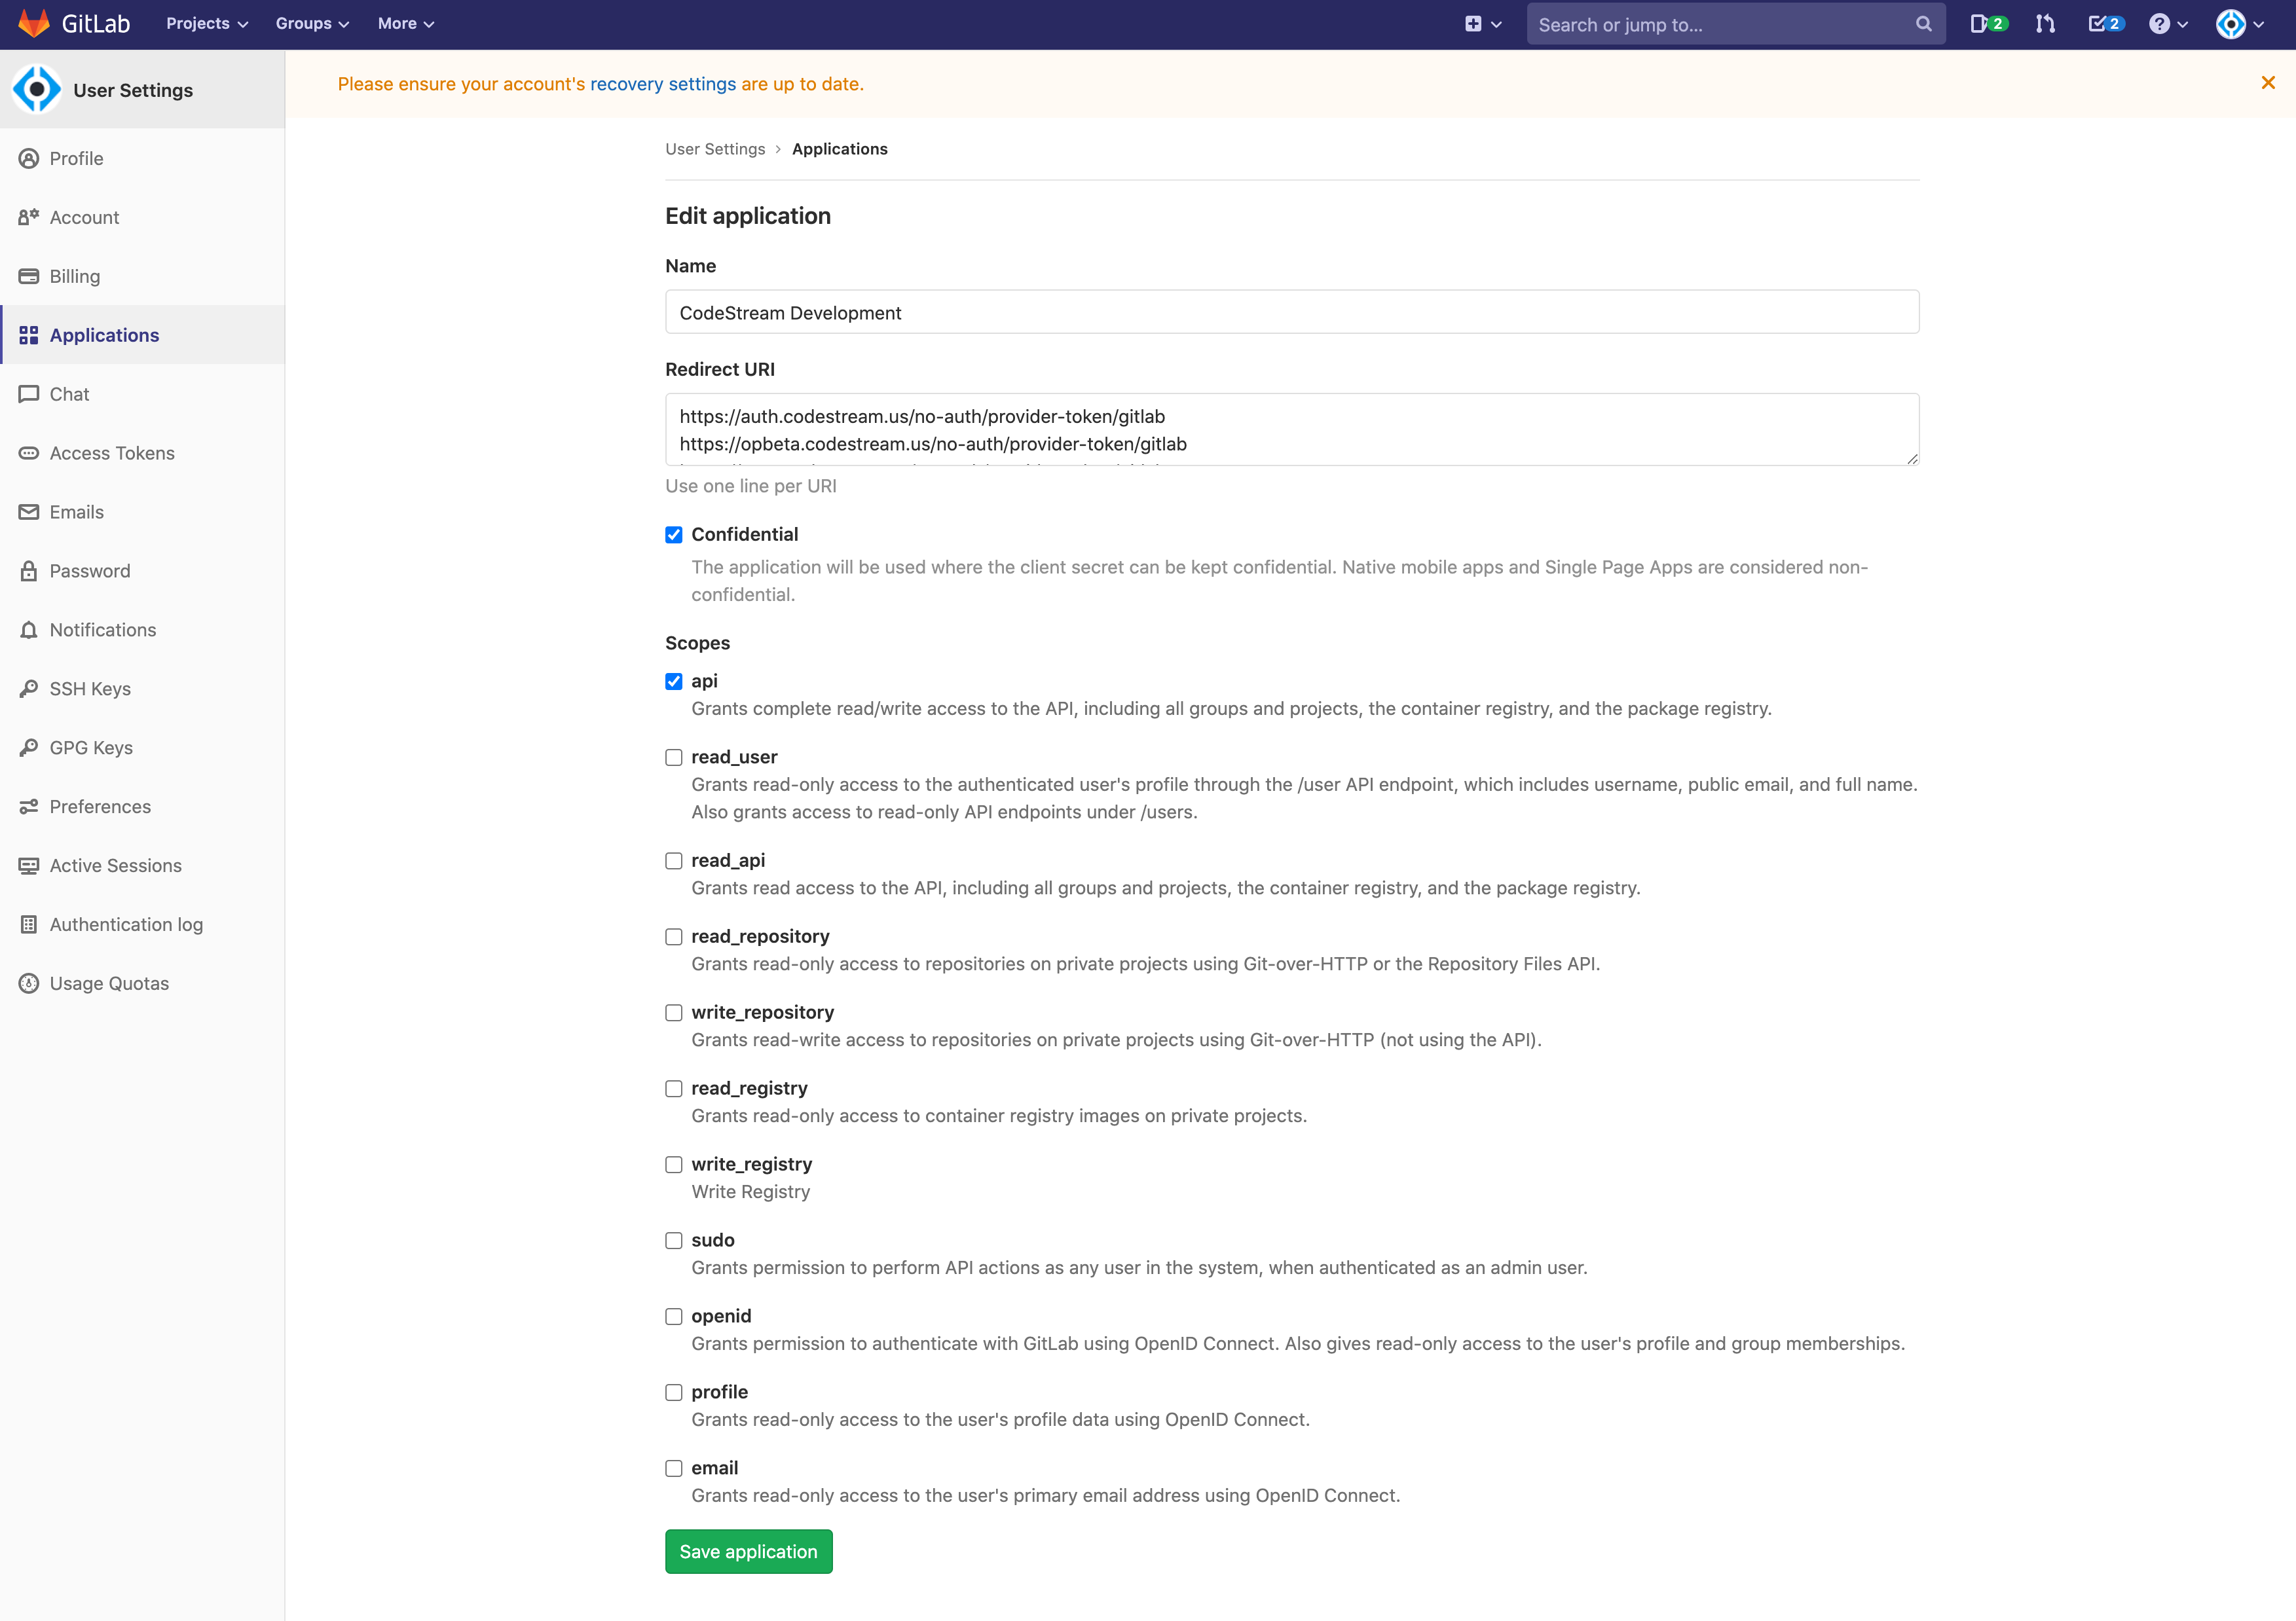 GitLab Projects Groups More Search or jump to... 2 2
User Settings
Profile
Account
Billing
Applications
Chat
Access Tokens
Emails
Password
Notifications
SSH Keys
GPG Keys
Preferences
Active Sessions
Authentication log
Usage Quotas
Please ensure your account's recovery settings are up to date.
User Settings > Applications
Edit application
Name
CodeStream Development
Redirect URI
https://auth.codestream.us/no-auth/provider-token/gitlab
https://opbeta.codestream.us/no-auth/provider-token/gitlab
Use one line per URI
Confidential
The application will be used where the client secret can be kept confidential. Native mobile apps and Single Page Apps are considered non-
confidential.
Scopes
api
Grants complete read/write access to the API, including all groups and projects, the container registry, and the package registry.
read_user
Grants read-only access to the authenticated user's profile through the /user API endpoint, which includes username, public email, and full name.
Also grants access to read-only API endpoints under /users.
read_api
Grants read access to the API, including all groups and projects, the container registry, and the package registry.
read_repository
Grants read-only access to repositories on private projects using Git-over-HTTP or the Repository Files API.
write_repository
Grants read-write access to repositories on private projects using Git-over-HTTP (not using the API).
read_registry
Grants read-only access to container registry images on private projects.
write_registry
Write Registry
sudo
Grants permission to perform API actions as any user in the system, when authenticated as an admin user.
openid
Grants permission to authenticate with GitLab using OpenID Connect. Also gives read-only access to the user's profile and group memberships.
profile
Grants read-only access to the user's profile data using OpenID Connect.
email
Grants read-only access to the user's primary email address using OpenID Connect.
Save application